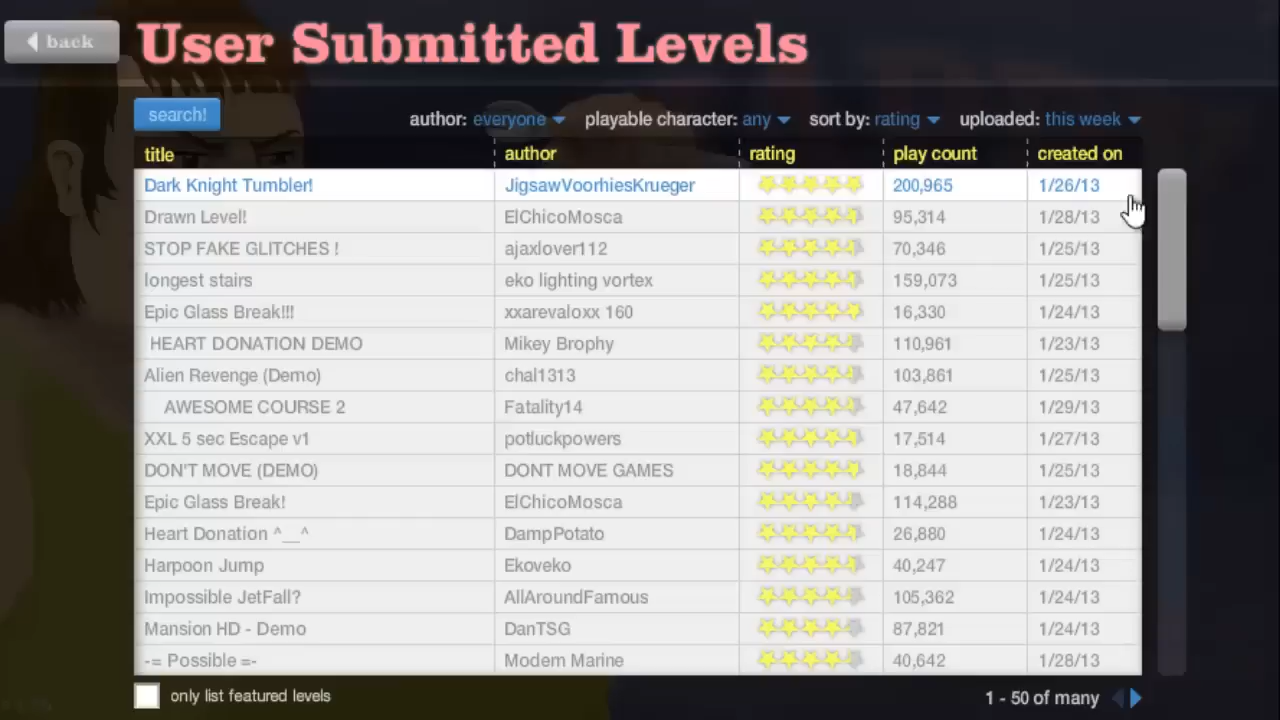 back
User Submitted Levels
search! author: everyone playable character: any sort by: rating uploaded: this week
title author rating play count created on
Dark Knight Tumbler! JigsawVoorhiesKrueger 200,965 1/26/13
Drawn Level! ElChicoMosca 95,314 1/28/13
STOP FAKE GLITCHES ! ajaxlover112 70,346 1/25/13
longest stairs eko lighting vortex 159,073 1/25/13
Epic Glass Break!!! xxarevaloxx 160 16,330 1/24/13
HEART DONATION DEMO Mikey Brophy 110,961 1/23/13
Alien Revenge (Demo) chal1313 103,861 1/25/13
AWESOME COURSE 2 Fatality14 47,642 1/29/13
XXL 5 sec Escape v1 potluckpowers 17,514 1/27/13
DON'T MOVE (DEMO) DONT MOVE GAMES 18,844 1/25/13
Epic Glass Break! ElChicoMosca 114,288 1/23/13
Heart Donation ^__^ DampPotato 26,880 1/24/13
Harpoon Jump Ekoveko 40,247 1/24/13
Impossible JetFall? AllAroundFamous 105,362 1/24/13
Mansion HD - Demo DanTSG 87,821 1/24/13
-= Possible =- Modern Marine 40,642 1/28/13
only list featured levels 1 - 50 of many